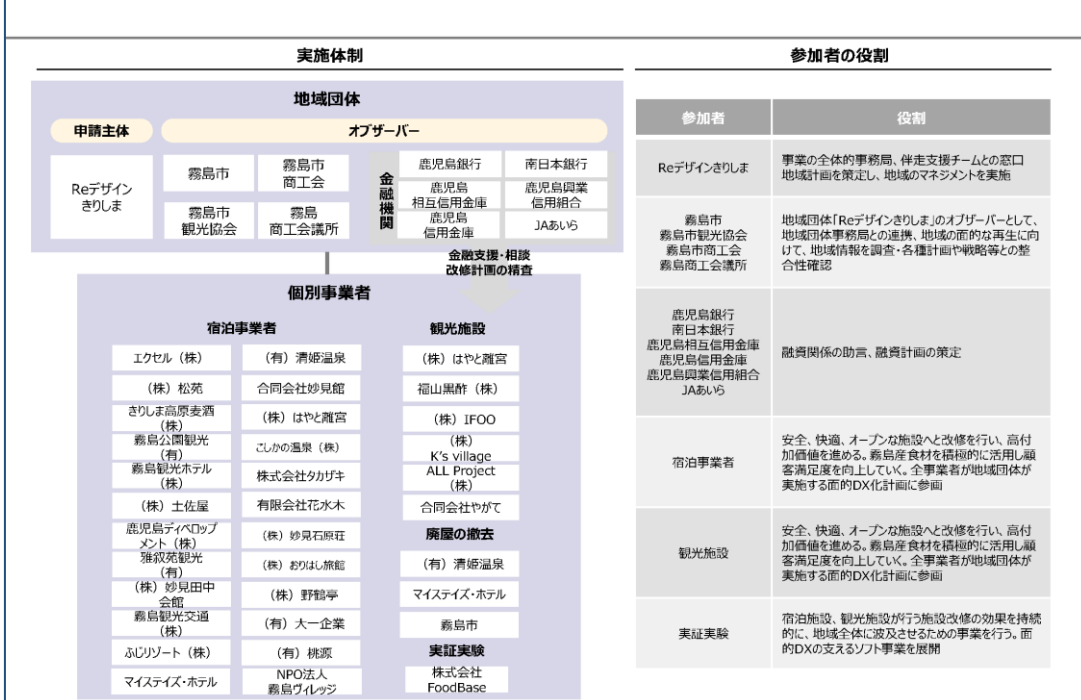 実施体制
地域団体
申請主体
オブザーバー
Reデザイン
きりしま
霧島市
霧島市
商工会
霧島市
観光協会
霧島
商工会議所
金融機関
鹿児島銀行
南日本銀行
鹿児島
相互信用金庫
鹿児島興業
信用組合
鹿児島
信用金庫
JAあいら
金融支援・相談
改修計画の精査
個別事業者
宿泊事業者
エクセル（株）
（有）清姫温泉
（株）松苑
合同会社妙見館
きりしま高原麦酒
（株）
（株）はやと離宮
霧島公園観光
（有）
こしかの温泉（株）
霧島観光ホテル
（株）
株式会社タカザキ
（株）土佐屋
有限会社花水木
鹿児島ディベロップ
メント（株）
（株）妙見石原荘
雅叙苑観光
（有）
（株）おりはし旅館
（株）妙見田中
会館
（株）野鶴亭
霧島観光交通
（株）
（有）大一企業
ふじリゾート（株）
（有）桃源
マイステイズ・ホテル
NPO法人
霧島ヴィレッジ
観光施設
（株）はやと離宮
福山黒酢（株）
（株）IFOO
（株）
K's village
ALL Project
（株）
合同会社やがて
廃屋の撤去
（有）清姫温泉
マイステイズ・ホテル
霧島市
実証実験
株式会社
FoodBase
参加者の役割
参加者
役割
Reデザインきりしま
事業の全体的事務局、伴走支援チームとの窓口
地域計画を策定し、地域のマネジメントを実施
霧島市
霧島市観光協会
霧島市商工会
霧島商工会議所
地域団体「Reデザインきりしま」のオブザーバーとして、
地域団体事務局との連携、地域の面的な再生に向
けて、地域情報を調査・各種計画や戦略等との整
合性確認
鹿児島銀行
南日本銀行
鹿児島相互信用金庫
鹿児島信用金庫
鹿児島興業信用組合
JAあいら
融資関係の助言、融資計画の策定
宿泊事業者
安全、快適、オープンな施設へと改修を行い、高付
加価値を進める。霧島産食材を積極的に活用し顧
客満足度を向上していく。全事業者が地域団体が
実施する面的DX化計画に参画
観光施設
安全、快適、オープンな施設へと改修を行い、高付
加価値を進める。霧島産食材を積極的に活用し顧
客満足度を向上していく。全事業者が地域団体が
実施する面的DX化計画に参画
実証実験
宿泊施設、観光施設が行う施設改修の効果を持続
的に、地域全体に波及させるための事業を行う。面
的DXの支えるソフト事業を展開